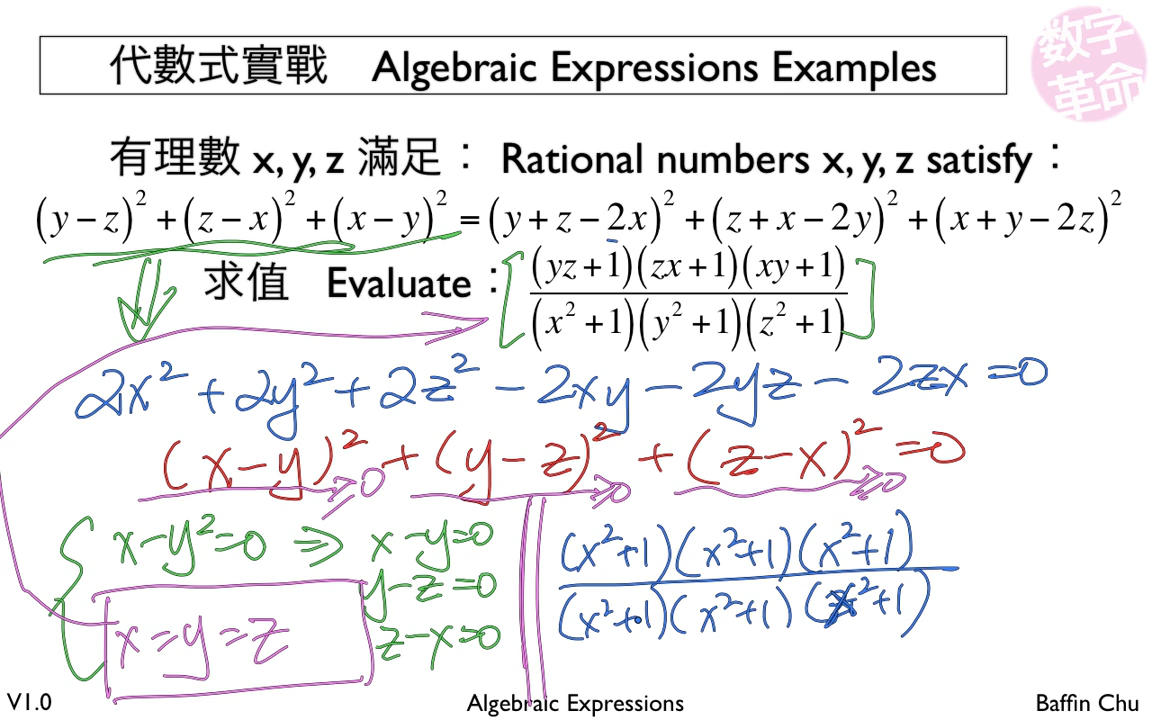 数字
革命
代數式實戰 Algebraic Expressions Examples
有理數 x, y, z 滿足： Rational numbers x, y, z satisfy：
(y − z)² + (z − x)² + (x − y)² = (y + z − 2x)² + (z + x − 2y)² + (x + y − 2z)²
求值 Evaluate： (yz + 1)(zx + 1)(xy + 1) / (x² + 1)(y² + 1)(z² + 1)
2x² + 2y² + 2z² − 2xy − 2yz − 2zx = 0
(x − y)² + (y − z)² + (z − x)² = 0
≥0 ≥0 ≥0
x − y² = 0 ⇒ x − y = 0
y − z = 0
z − x = 0
x = y = z
(x² + 1)(x² + 1)(x² + 1)
(x² + 1)(x² + 1)(x² + 1)
V1.0 Algebraic Expressions Baffin Chu